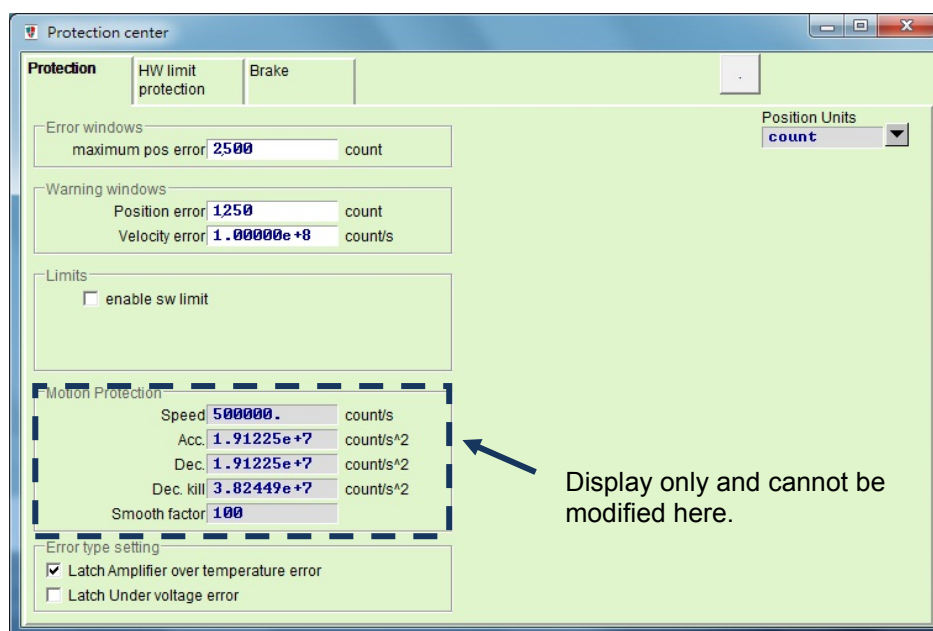 Protection center
Protection
HW limit
protection
Brake
.
Position Units
count
Error windows
maximum pos error 2,500 count
Warning windows
Position error 1,250 count
Velocity error 1.00000e+8 count/s
Limits
enable sw limit
Motion Protection
Speed 500000. count/s
Acc. 1.91225e+7 count/s^2
Dec. 1.91225e+7 count/s^2
Dec. kill 3.82449e+7 count/s^2
Smooth factor 100
Display only and cannot be
modified here.
Error type setting
Latch Amplifier over temperature error
Latch Under voltage error